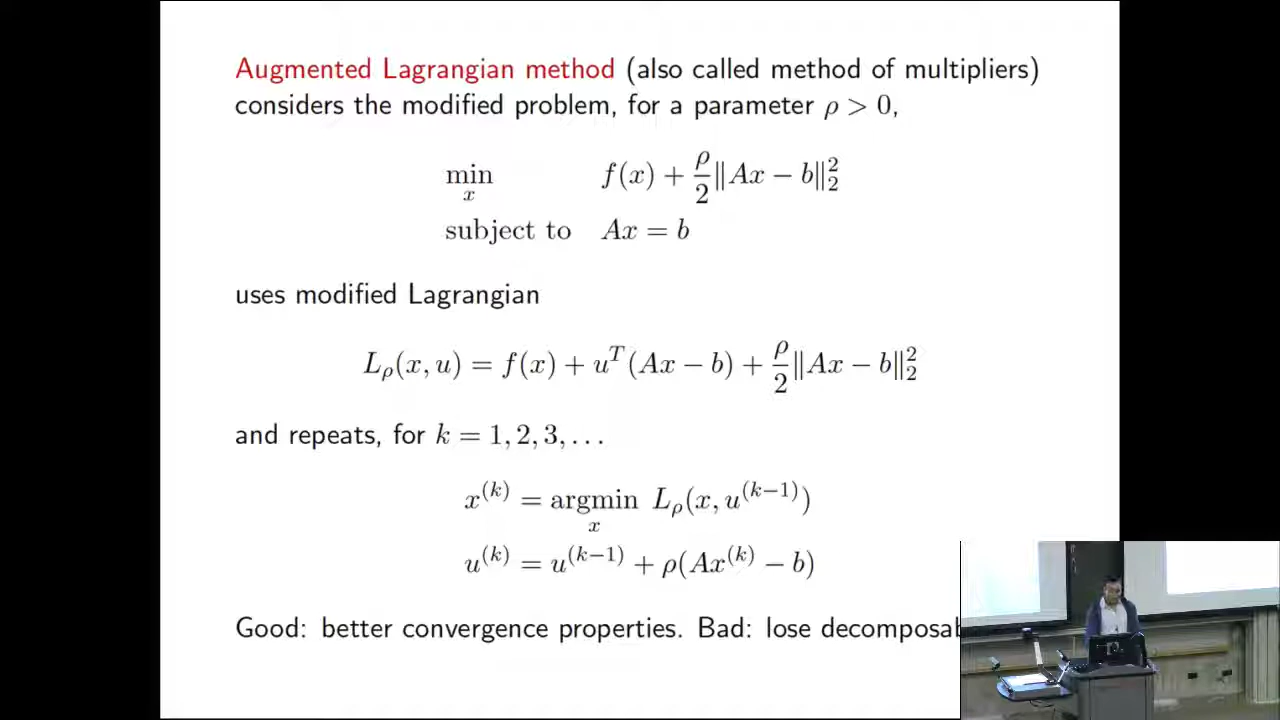 Augmented Lagrangian method (also called method of multipliers)
considers the modified problem, for a parameter ρ > 0,
min_x f(x) + ρ/2 ‖Ax − b‖₂²
subject to Ax = b
uses modified Lagrangian
L_ρ(x, u) = f(x) + u^T(Ax − b) + ρ/2 ‖Ax − b‖₂²
and repeats, for k = 1, 2, 3, . . .
x^(k) = argmin_x L_ρ(x, u^(k−1))
u^(k) = u^(k−1) + ρ(Ax^(k) − b)
Good: better convergence properties. Bad: lose